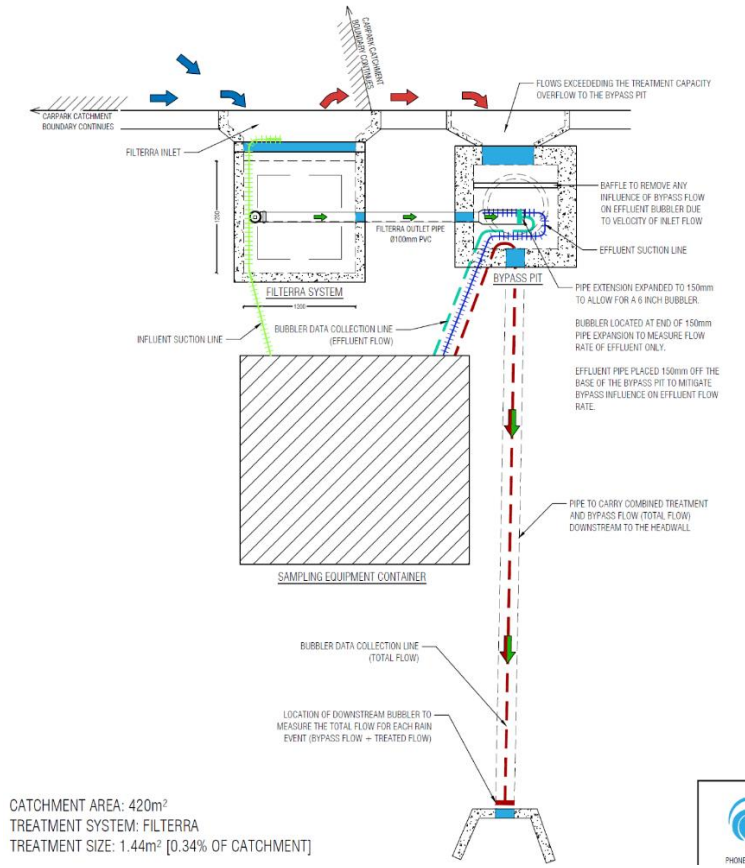 CARPARK CATCHMENT
BOUNDARY CONTINUES
CARPARK CATCHMENT
BOUNDARY CONTINUES
FLOWS EXCEEDEDING THE TREATMENT CAPACITY
OVERFLOW TO THE BYPASS PIT
FILTERRA INLET
BAFFLE TO REMOVE ANY
INFLUENCE OF BYPASS FLOW
ON EFFLUENT BUBBLER DUE
TO VELOCITY OF INLET FLOW
1200
FILTERRA OUTLET PIPE
Ø100mm PVC
EFFLUENT SUCTION LINE
FILTERRA SYSTEM
1200
BYPASS PIT
PIPE EXTENSION EXPANDED TO 150mm
TO ALLOW FOR A 6 INCH BUBBLER.
BUBBLER LOCATED AT END OF 150mm
PIPE EXPANSION TO MEASURE FLOW
RATE OF EFFLUENT ONLY.
EFFLUENT PIPE PLACED 150mm OFF THE
BASE OF THE BYPASS PIT TO MITIGATE
BYPASS INFLUENCE ON EFFLUENT FLOW
RATE.
INFLUENT SUCTION LINE
BUBBLER DATA COLLECTION LINE
(EFFLUENT FLOW)
PIPE TO CARRY COMBINED TREATMENT
AND BYPASS FLOW (TOTAL FLOW)
DOWNSTREAM TO THE HEADWALL
SAMPLING EQUIPMENT CONTAINER
BUBBLER DATA COLLECTION LINE
(TOTAL FLOW)
LOCATION OF DOWNSTREAM BUBBLER TO
MEASURE THE TOTAL FLOW FOR EACH RAIN
EVENT (BYPASS FLOW + TREATED FLOW)
CATCHMENT AREA: 420m²
TREATMENT SYSTEM: FILTERRA
TREATMENT SIZE: 1.44m² [0.34% OF CATCHMENT]
PHONE